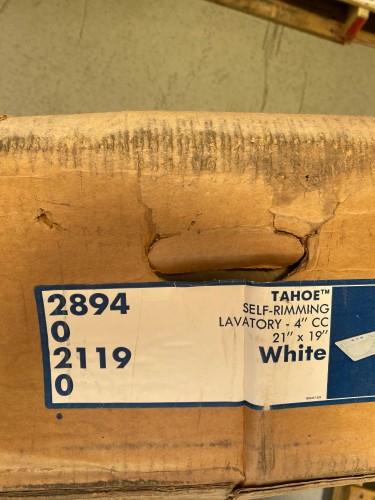 2894
0
2119
0
TAHOE™
SELF-RIMMING
LAVATORY - 4" CC
21" x 19"
White